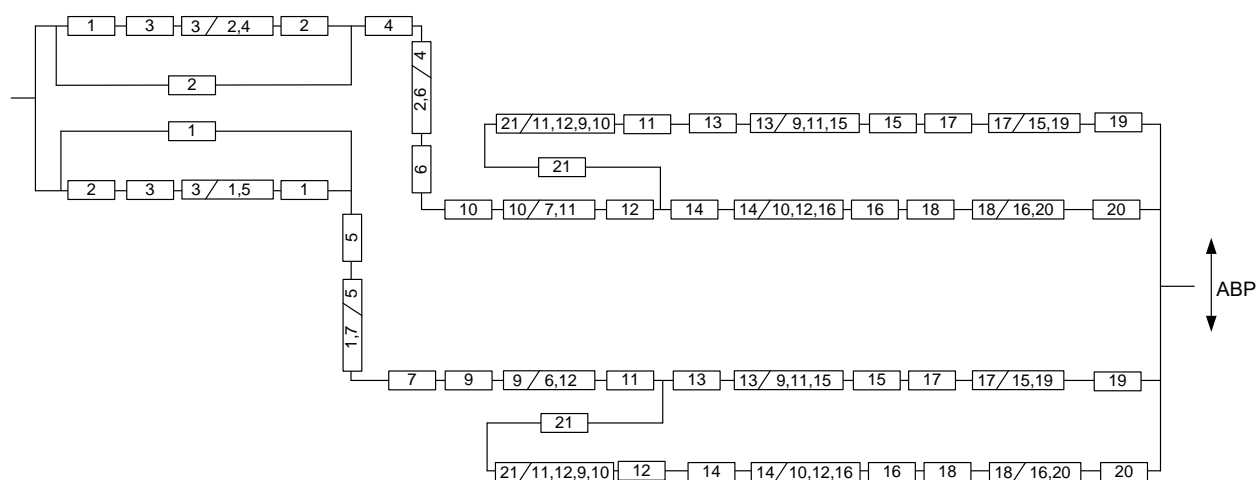 1 3 3/ 2,4 2 4
2
2,6 / 4
6
1
2 3 3/ 1,5 1
5
1,7 / 5
21/11,12,9,10 11 13 13/ 9,11,15 15 17 17/ 15,19 19
21
10 10/ 7,11 12 14 14/10,12,16 16 18 18/ 16,20 20
ABP
7 9 9/ 6,12 11 13 13/ 9,11,15 15 17 17/ 15,19 19
21
21/11,12,9,10 12 14 14/10,12,16 16 18 18/ 16,20 20